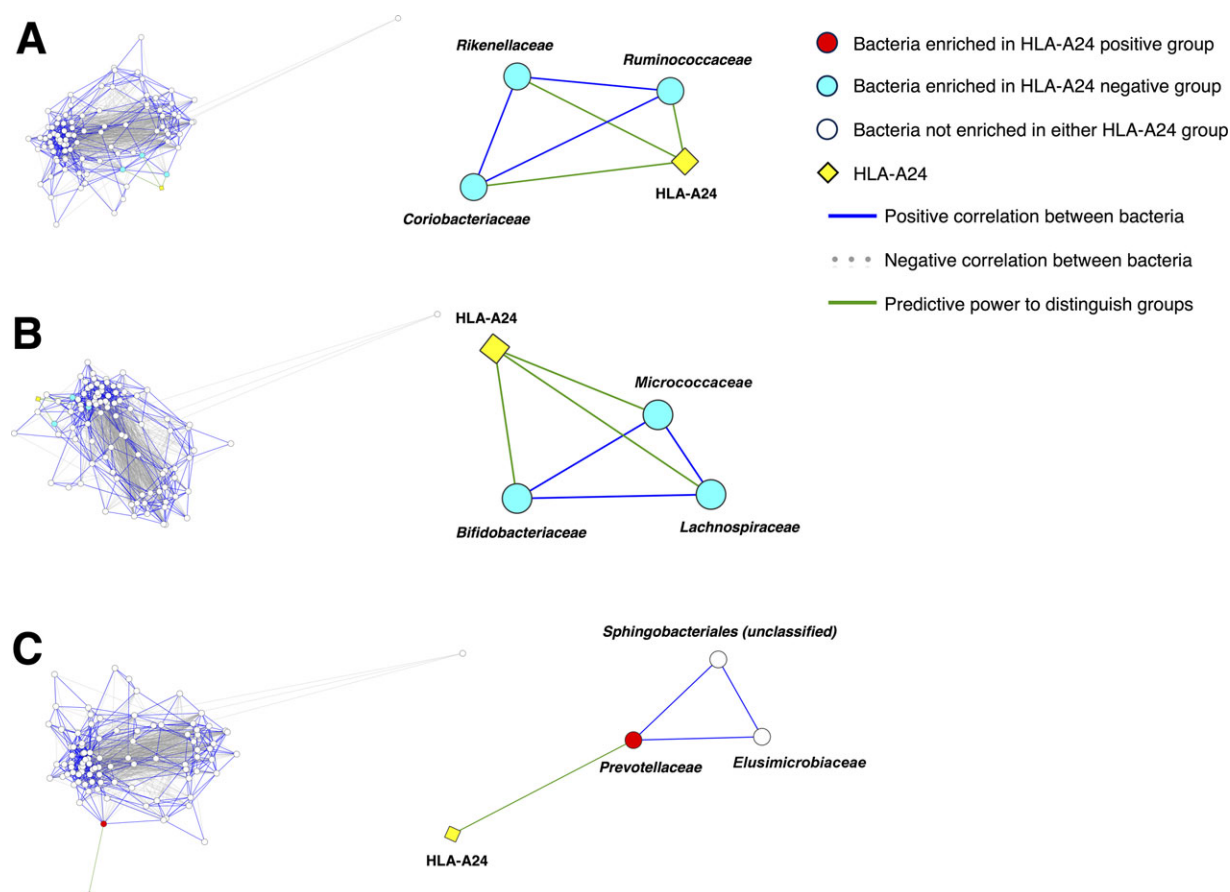 A
Rikenellaceae
Ruminococcaceae
HLA-A24
Coriobacteriaceae
Bacteria enriched in HLA-A24 positive group
Bacteria enriched in HLA-A24 negative group
Bacteria not enriched in either HLA-A24 group
HLA-A24
Positive correlation between bacteria
Negative correlation between bacteria
Predictive power to distinguish groups
B
HLA-A24
Micrococcaceae
Bifidobacteriaceae
Lachnospiraceae
C
Sphingobacteriales (unclassified)
Prevotellaceae
Elusimicrobiaceae
HLA-A24